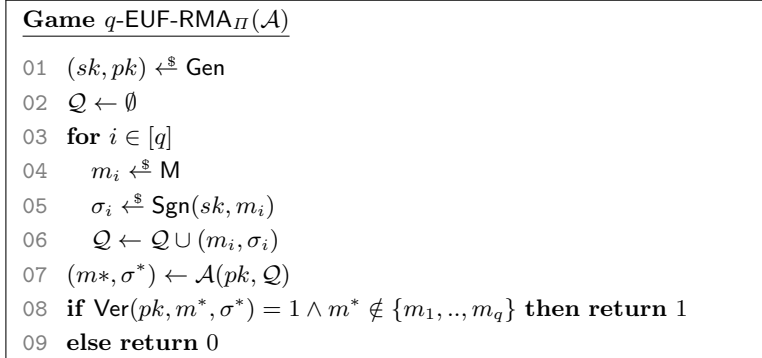 Game q-EUF-RMA_Π(𝒜)
01 (sk, pk) ←$ Gen
02 𝒬 ← ∅
03 for i ∈ [q]
04 m_i ←$ M
05 σ_i ←$ Sgn(sk, m_i)
06 𝒬 ← 𝒬 ∪ (m_i, σ_i)
07 (m*, σ^*) ← 𝒜(pk, 𝒬)
08 if Ver(pk, m^*, σ^*) = 1 ∧ m^* ∉ {m_1, .., m_q} then return 1
09 else return 0